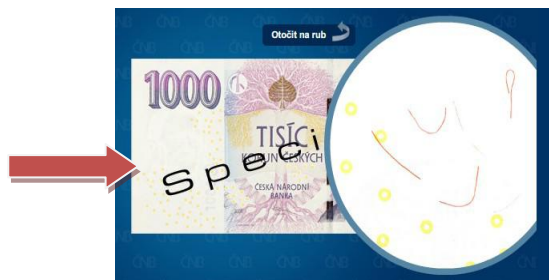 Otočit na rub
1000
TISÍC
KORUN ČESKÝCH
Speci
ČESKÁ NÁRODNÍ
BANKA